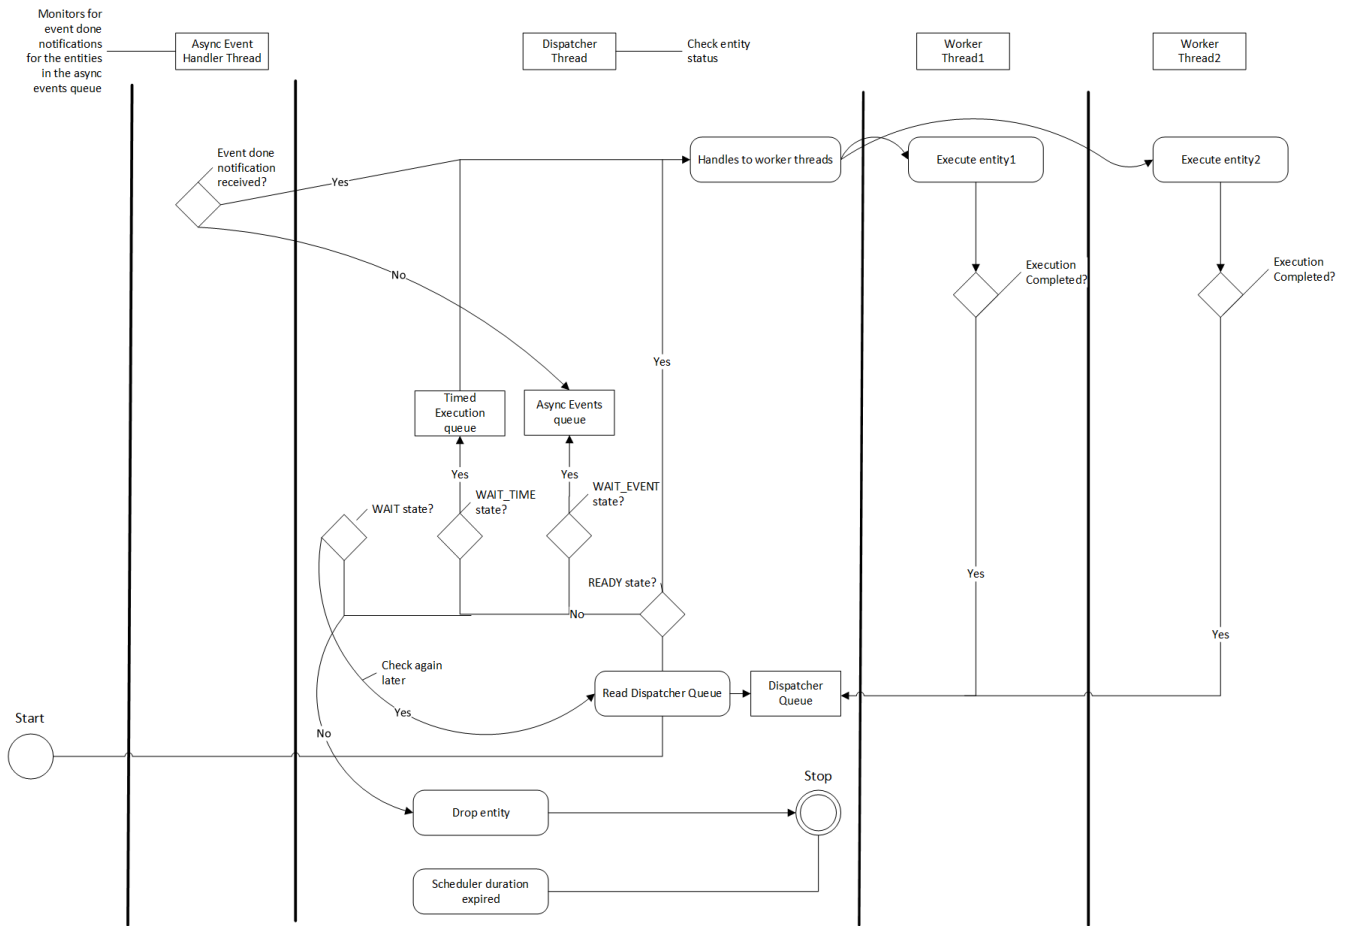 Monitors for
event done
notifications
for the entities
in the async
events queue
Async Event
Handler Thread
Dispatcher
Thread
Check entity
status
Worker
Thread1
Worker
Thread2
Event done
notification
received?
Yes
No
Handles to worker threads
Execute entity1
Execute entity2
Execution
Completed?
Execution
Completed?
Yes
Timed
Execution
queue
Async Events
queue
Yes
Yes
WAIT state?
WAIT_TIME
state?
WAIT_EVENT
state?
READY state?
No
Yes
Yes
Check again
later
Yes
No
Read Dispatcher Queue
Dispatcher
Queue
Start
Stop
Drop entity
Scheduler duration
expired